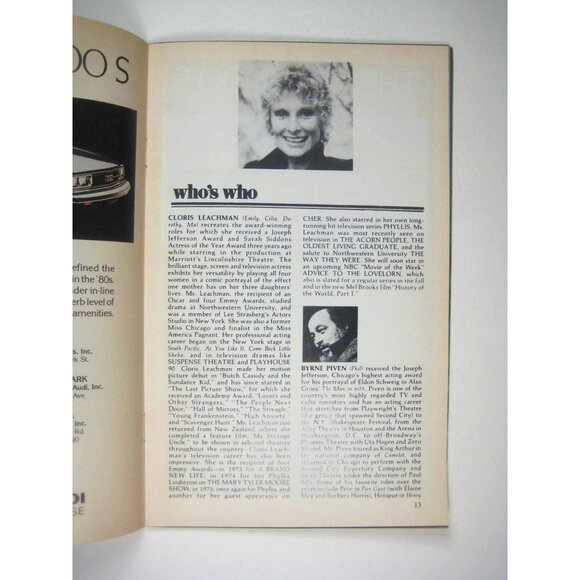 OO S
efined the
in the '80s.
der in-line
erb level of
amenities.
s, Inc.
k Rd.
ARK
Audi, Inc.
Ave.
Inc.
Rd.
90
DI
SE
who's who
CLORIS LEACHMAN (Emily, Celia, Do-
rothy, Ma) recreates the award-winning
roles for which she received a Joseph
Jefferson Award and Sarah Siddons
Actress of the Year Award three years ago
while starring in the production at
Marriott's Lincolnshire Theatre. The
brilliant stage, screen and television actress
exhibits her versatility by playing all four
women in a comic portrayal of the effect
one mother has on her three daughters'
lives. Ms. Leachman, the recipient of an
Oscar and four Emmy Awards, studied
drama at Northwestern University, and
was a member of Lee Strasberg's Actors
Studio in New York. She was also a former
Miss Chicago and finalist in the Miss
America Pageant. Her professional acting
career began on the New York stage in
South Pacific, As You Like It, Come Back Little
Sheba, and in television dramas like
SUSPENSE THEATRE and PLAYHOUSE
90. Cloris Leachman made her motion
picture debut in "Butch Cassidy and the
Sundance Kid," and has since starred in
"The Last Picture Show," for which she
received an Academy Award, "Lovers and
Other Strangers," "The People Next
Door," "Hall of Mirrors," "The Streagle,"
"Young Frankenstein," "High Anxiety,"
and "Scavenger Hunt." Ms. Leachman just
returned from New Zealand, where she
completed a feature film, "My Strange
Uncle," to be shown in selected theatres
throughout the country. Cloris Leach-
man's television career has also been
impressive. She is the recipient of four
Emmy Awards—in 1973 for A BRAND
NEW LIFE; in 1974 for her Phyllis
Lindstrom on THE MARY TYLER MOORE
SHOW; in 1975, once again for Phyllis, and
another for her guest appearance on
CHER. She also starred in her own long-
running hit television series PHYLLIS. Ms.
Leachman was most recently seen on
television in THE ACORN PEOPLE, THE
OLDEST LIVING GRADUATE, and the
salute to Northwestern University THE
WAY THEY WERE. She will soon star in
an upcoming NBC "Movie of the Week"
ADVICE TO THE LOVELORN, which
also is slated for a regular series in the fall
and in the new Mel Brooks film "History of
the World, Part I."
BYRNE PIVEN (Phil) received the Joseph
Jefferson, Chicago's highest acting award
for his portrayal of Eldon Schweig in Alan
Gross' The Man in 605. Piven is one of the
country's most highly regarded TV and
radio narrators and has an acting career
that stretches from Playwright's Theatre
(the group that spawned Second City) to
the N.Y. Shakespeare Festival, from the
Alley Theatre in Houston and the Arena in
Washington, D.C. to off-Broadway's
Phoenix Theatre with Uta Hagen and Zero
Mostel. Mr. Piven toured as King Arthur in
the national company of Camelot, and
returned to Chicago to perform with the
Second City Repertory Company and
Story Theatre under the direction of Paul
Sills. Some of his favorite roles over the
years include Peer in Peer Gynt (with Elaine
May and Barbara Harris), Hotspur in Henry
13